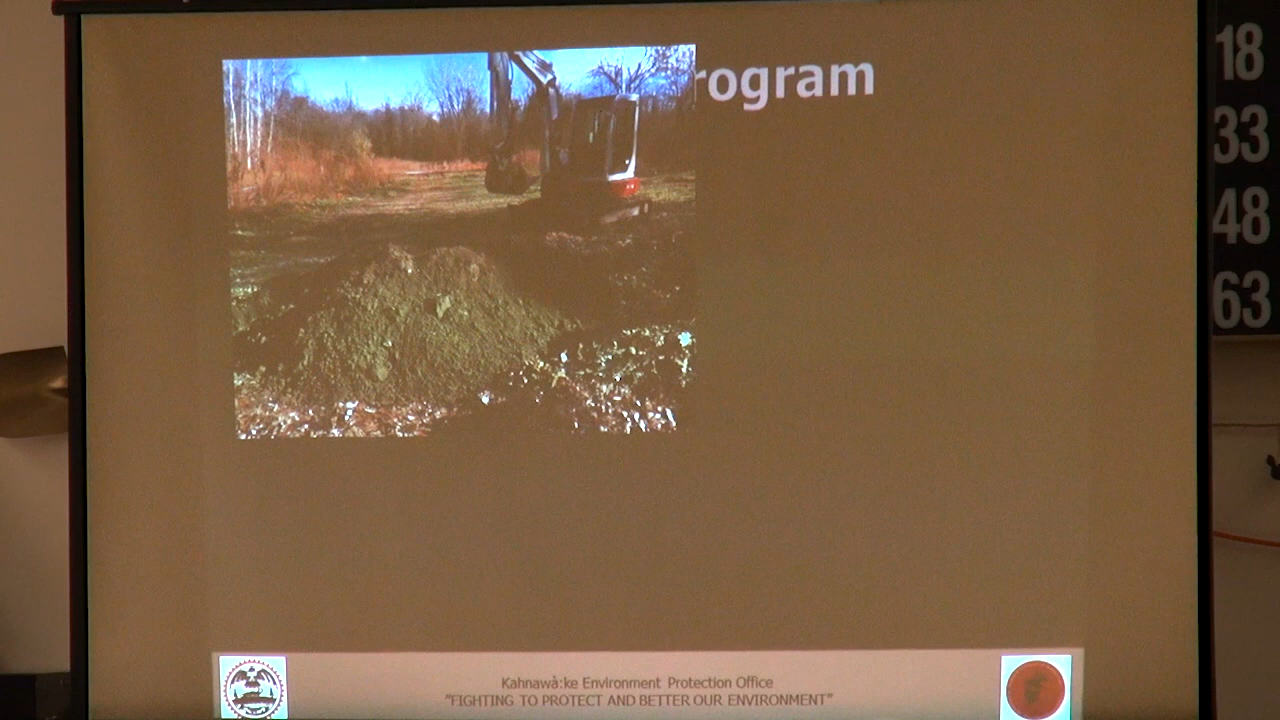 rogram
18
33
48
63
Kahnawà:ke Environment Protection Office
"FIGHTING TO PROTECT AND BETTER OUR ENVIRONMENT"